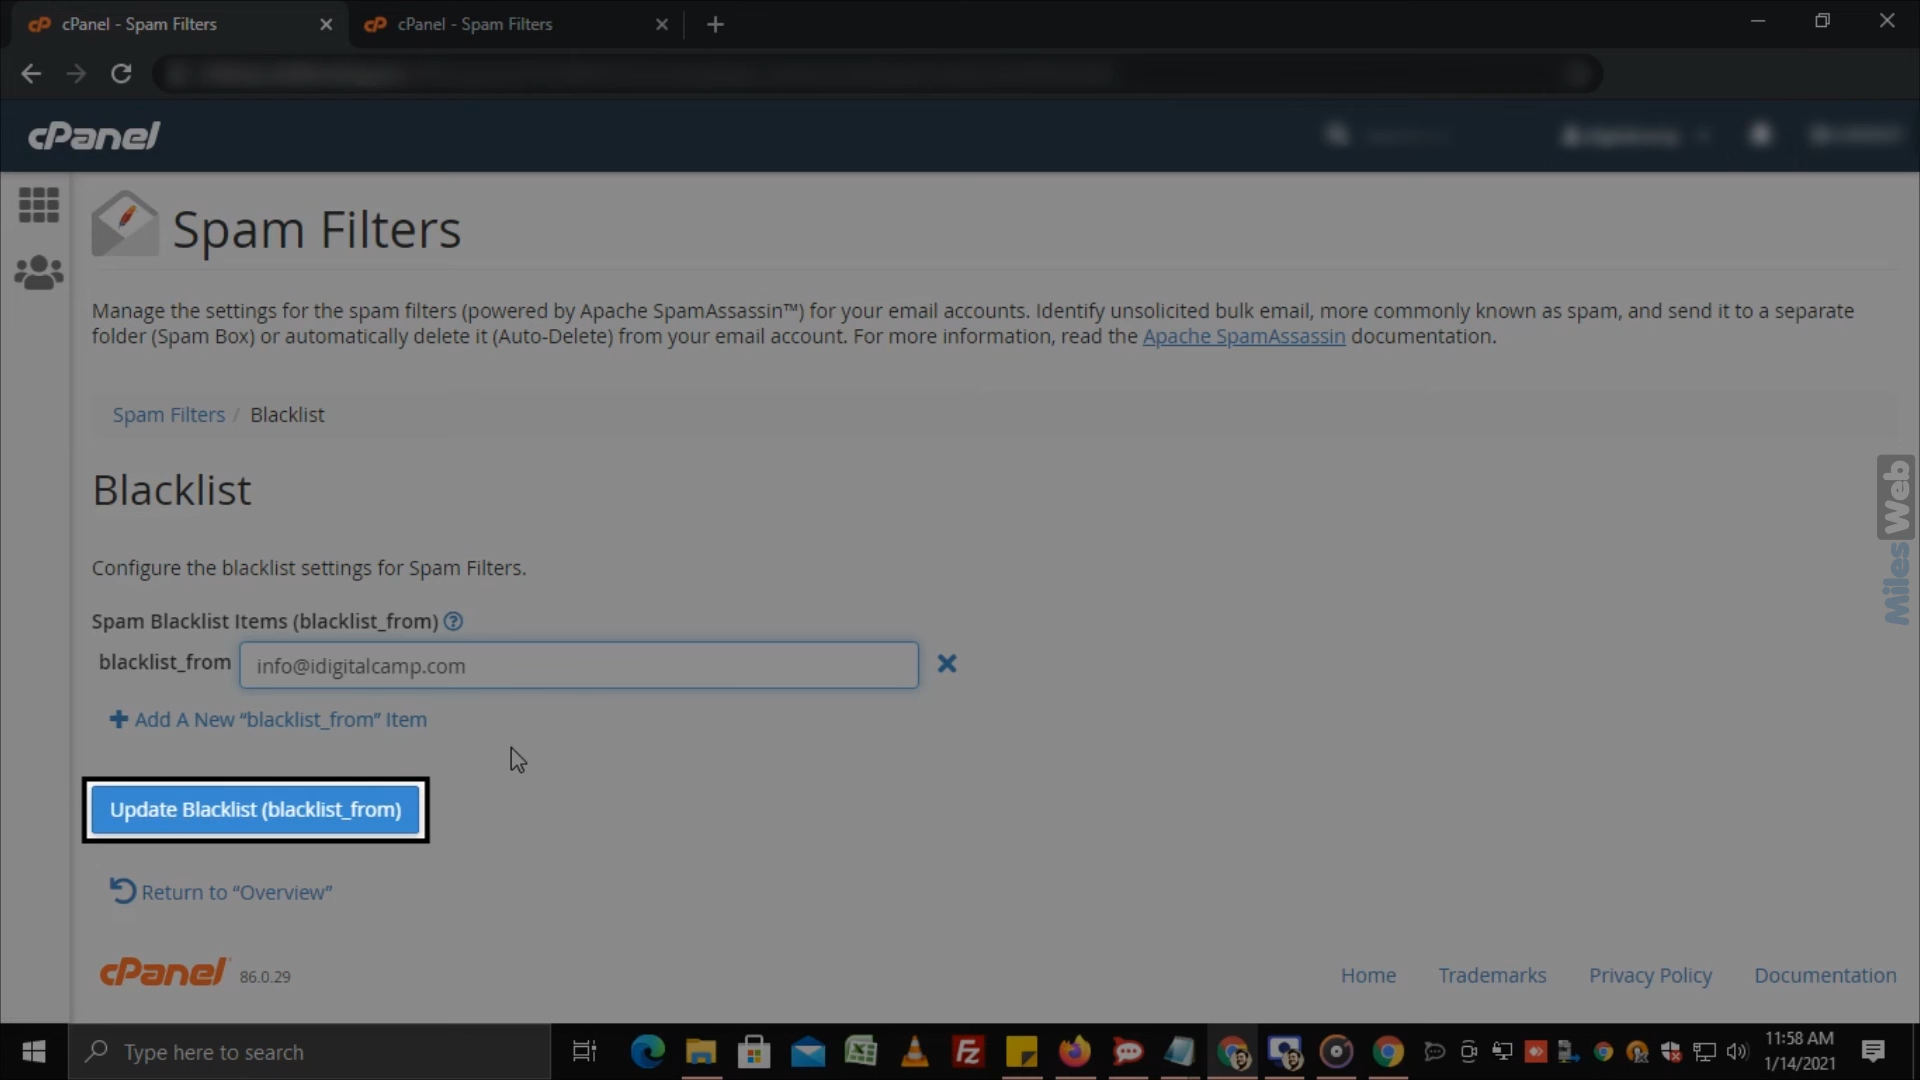 cPanel - Spam Filters
cPanel - Spam Filters
cPanel
Spam Filters
Manage the settings for the spam filters (powered by Apache SpamAssassin™) for your email accounts. Identify unsolicited bulk email, more commonly known as spam, and send it to a separate
folder (Spam Box) or automatically delete it (Auto-Delete) from your email account. For more information, read the Apache SpamAssassin documentation.
Spam Filters / Blacklist
Blacklist
Configure the blacklist settings for Spam Filters.
Spam Blacklist Items (blacklist_from)
blacklist_from info@idigitalcamp.com
Add A New “blacklist_from” Item
Update Blacklist (blacklist_from)
Return to “Overview”
cPanel 86.0.29
Home Trademarks Privacy Policy Documentation
MilesWeb
Type here to search
11:58 AM
1/14/2021